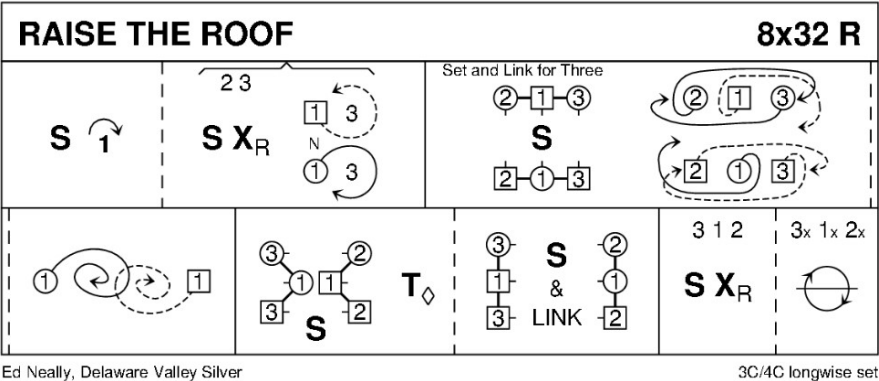 RAISE THE ROOF 8x32 R
S 1
2 3
S X_R
1 3
N
1 3
Set and Link for Three
2 1 3
S
2 1 3
2 1 3
2 1 3
1 1
3 2
1 1
3 2
S
T◊
3 S 2
1 & 1
3 LINK 2
3 1 2
S X_R
3x 1x 2x
Ed Neally, Delaware Valley Silver 3C/4C longwise set